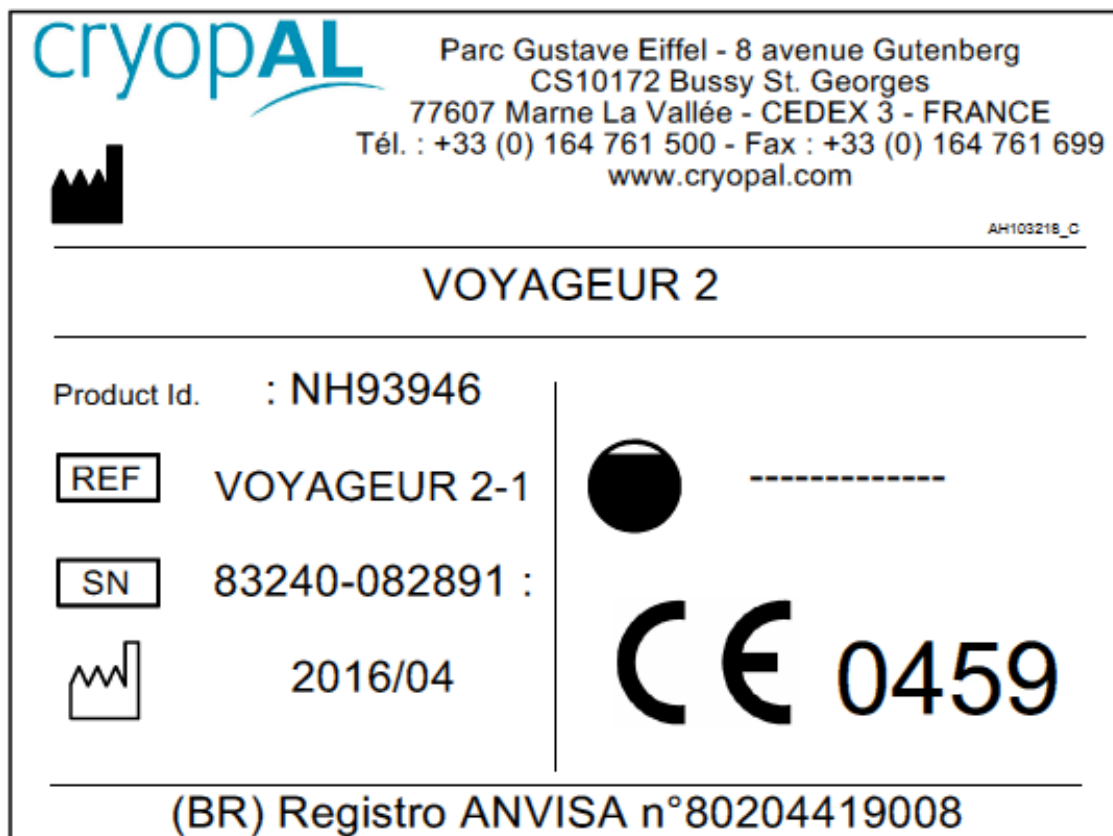 cryopAL
Parc Gustave Eiffel - 8 avenue Gutenberg
CS10172 Bussy St. Georges
77607 Marne La Vallée - CEDEX 3 - FRANCE
Tél. : +33 (0) 164 761 500 - Fax : +33 (0) 164 761 699
www.cryopal.com
AH103218_C
VOYAGEUR 2
Product Id. : NH93946
REF VOYAGEUR 2-1
-------------
SN 83240-082891 :
2016/04
CE 0459
(BR) Registro ANVISA n°80204419008